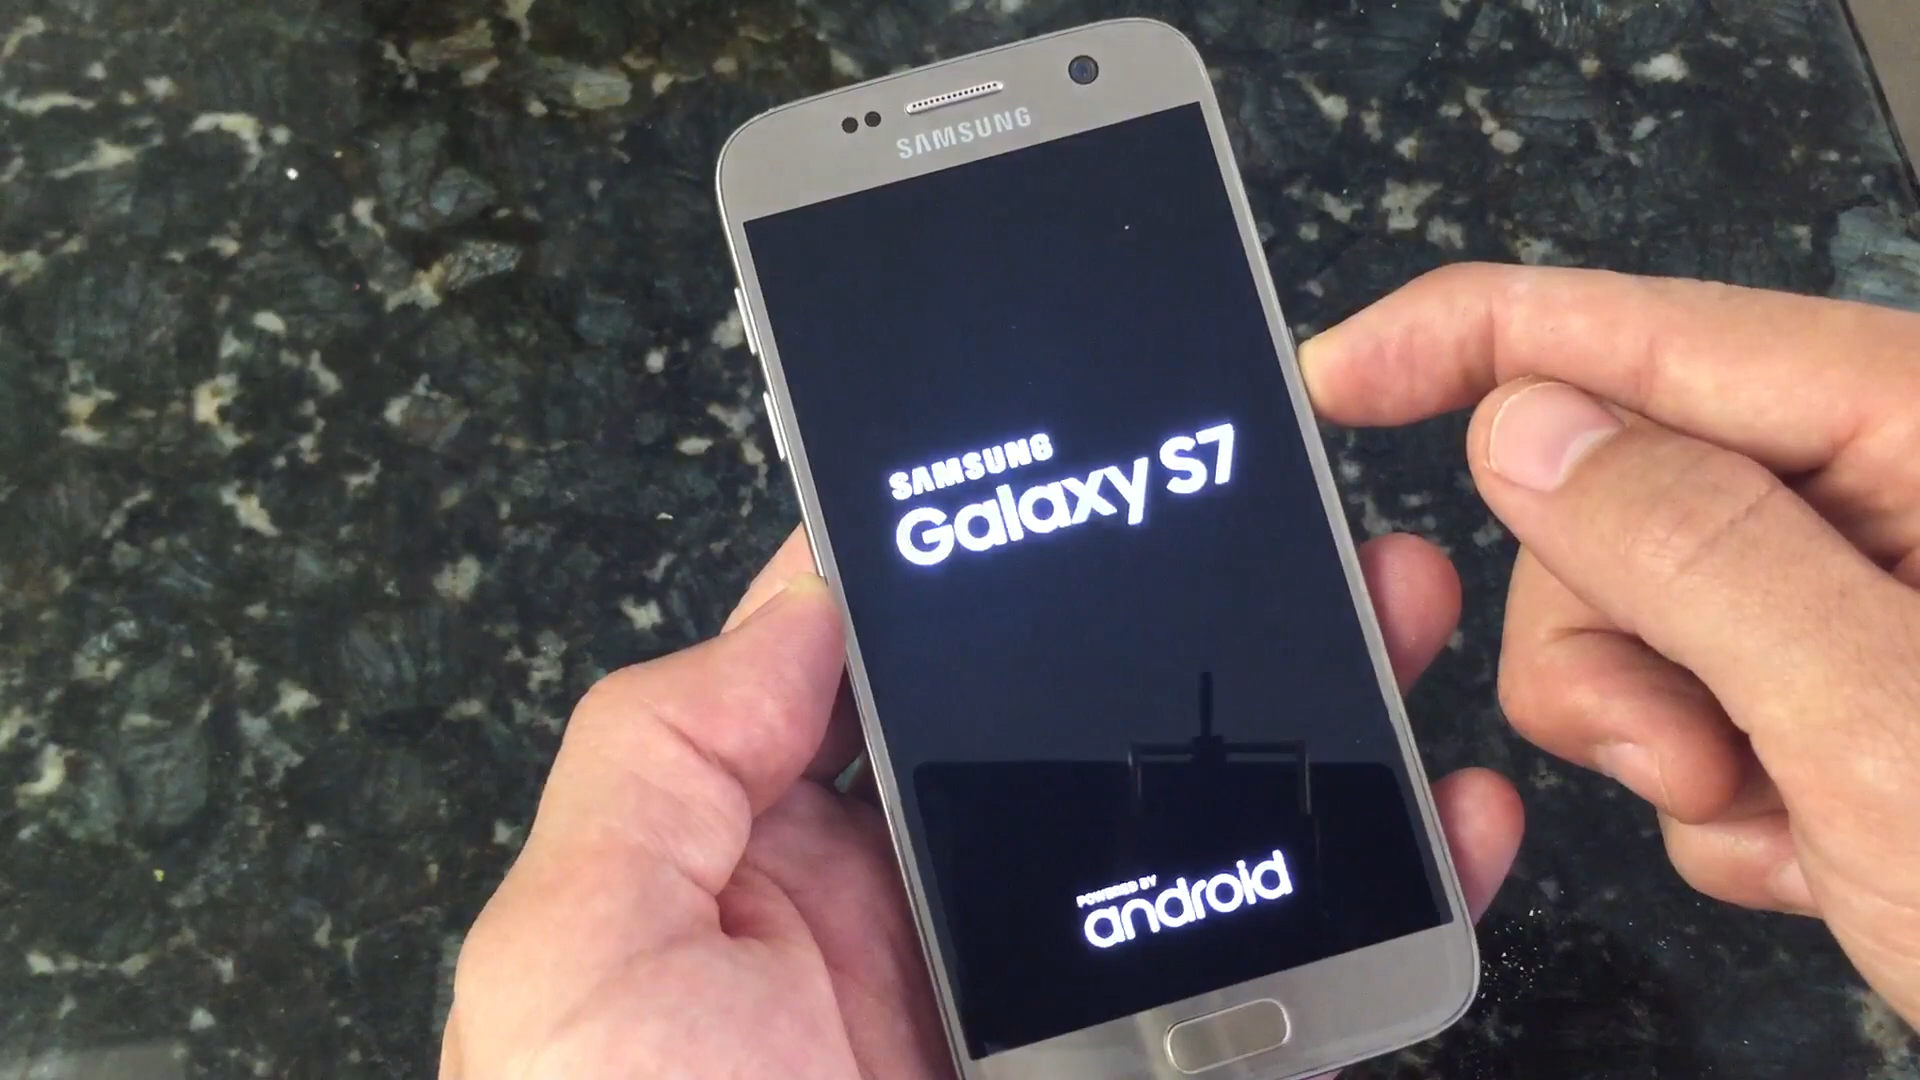 SAMSUNG
SAMSUNG
Galaxy S7
POWERED BY
android